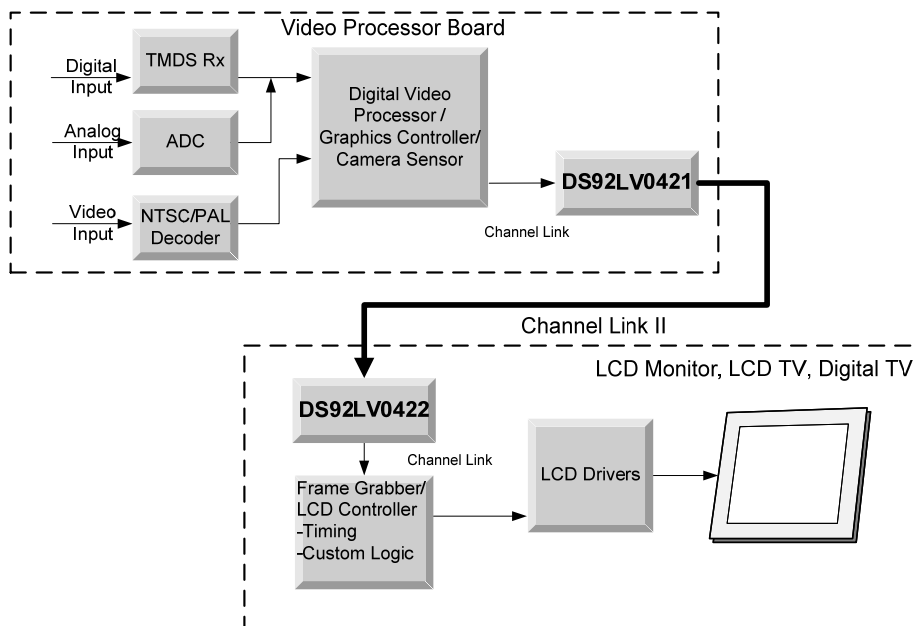 Video Processor Board
Digital
Input
TMDS Rx
Analog
Input
ADC
Video
Input
NTSC/PAL
Decoder
Digital Video
Processor /
Graphics Controller/
Camera Sensor
DS92LV0421
Channel Link
Channel Link II
LCD Monitor, LCD TV, Digital TV
DS92LV0422
Channel Link
Frame Grabber/
LCD Controller
-Timing
-Custom Logic
LCD Drivers